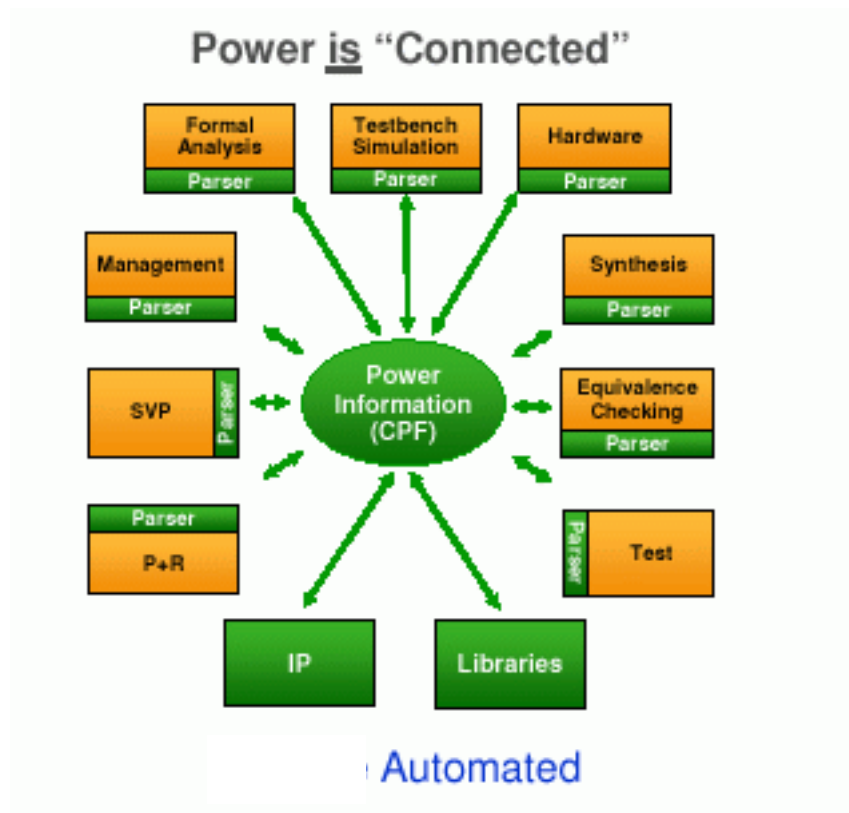 Power is “Connected”
Formal
Analysis
Parser
Testbench
Simulation
Parser
Hardware
Parser
Management
Parser
Synthesis
Parser
SVP
Parser
Power
Information
(CPF)
Equivalence
Checking
Parser
Parser
P+R
Parser
Test
IP
Libraries
Automated